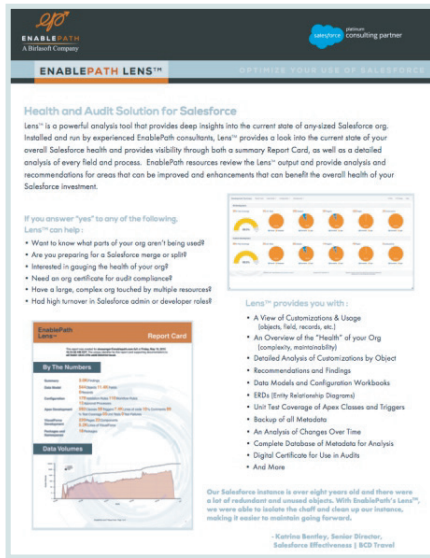 ENABLEPATH
A Birlasoft Company
salesforce
platinum
consulting partner
ENABLEPATH LENS™
OPTIMIZE YOUR USE OF SALESFORCE
Health and Audit Solution for Salesforce
Lens™ is a powerful analysis tool that provides deep insights into the current state of any-sized Salesforce org.
Installed and run by experienced EnablePath consultants, Lens™ provides a look into the current state of your
overall Salesforce health and provides visibility through both a summary Report Card, as well as a detailed
analysis of every field and process. EnablePath resources review the Lens™ output and provide analysis and
recommendations for areas that can be improved and enhancements that can benefit the overall health of your
Salesforce investment.
If you answer "yes" to any of the following,
Lens™ can help:
• Want to know what parts of your org aren't being used?
• Are you preparing for a Salesforce merge or split?
• Interested in gauging the health of your org?
• Need an org certificate for audit compliance?
• Have a large, complex org touched by multiple resources?
• Had high turnover in Salesforce admin or developer roles?
EnablePath
Lens™
Report Card
By The Numbers
Summary
Data Model
Configuration
Apex Development
Data Volumes
Lens™ provides you with:
• A View of Customizations & Usage
(objects, field, records, etc.)
• An Overview of the "Health" of your Org
(complexity, maintainability)
• Detailed Analysis of Customizations by Object
• Recommendations and Findings
• Data Models and Configuration Workbooks
• ERDs (Entity Relationship Diagrams)
• Unit Test Coverage of Apex Classes and Triggers
• Backup of all Metadata
• An Analysis of Changes Over Time
• Complete Database of Metadata for Analysis
• Digital Certificate for Use in Audits
• And More
Our Salesforce instance is over eight years old and there were
a lot of redundant and unused objects. With EnablePath's Lens™,
we were able to isolate the chaff and clean up our instance,
making it easier to maintain going forward.
- Katrina Bentley, Senior Director,
Salesforce Effectiveness | BCD Travel